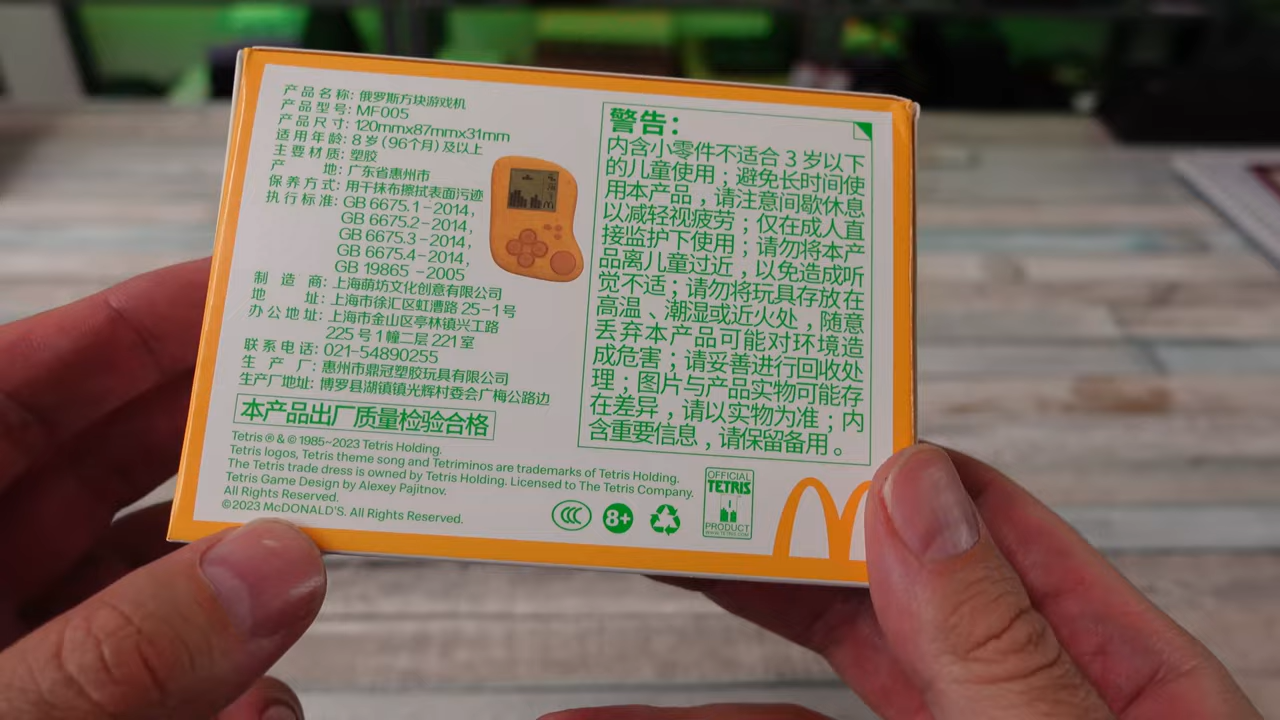 产品名称：俄罗斯方块游戏机
产品型号：MF005
产品尺寸：120mmx87mmx31mm
适用年龄：8岁（96个月）及以上
主要材质：塑胶
产 地：广东省惠州市
保养方式：用干抹布擦拭表面污迹
执行标准：GB 6675.1-2014，
GB 6675.2-2014，
GB 6675.3-2014，
GB 6675.4-2014，
GB 19865 -2005
制 造 商：上海萌坊文化创意有限公司
地 址：上海市徐汇区虹漕路 25-1号
办公地址：上海市金山区亭林镇兴工路
225 号 1 幢二层 221 室
联系电话：021-54890255
生 产 厂：惠州市鼎冠塑胶玩具有限公司
生产厂地址：博罗县湖镇镇光辉村委会广梅公路边
本产品出厂质量检验合格
警告：
内含小零件不适合 3 岁以下
的儿童使用；避免长时间使
用本产品，请注意间歇休息
以减轻视疲劳；仅在成人直
接监护下使用；请勿将本产
品离儿童过近，以免造成听
觉不适；请勿将玩具存放在
高温、潮湿或近火处，随意
丢弃本产品可能对环境造
成危害；请妥善进行回收处
理；图片与产品实物可能存
在差异，请以实物为准；内
含重要信息，请保留备用。
Tetris ® & © 1985~2023 Tetris Holding.
Tetris logos, Tetris theme song and Tetriminos are trademarks of Tetris Holding.
The Tetris trade dress is owned by Tetris Holding. Licensed to The Tetris Company.
Tetris Game Design by Alexey Pajitnov.
All Rights Reserved.
©2023 McDONALD'S. All Rights Reserved.
CCC
8+
OFFICIAL
TETRIS
PRODUCT
WWW.TETRIS.COM